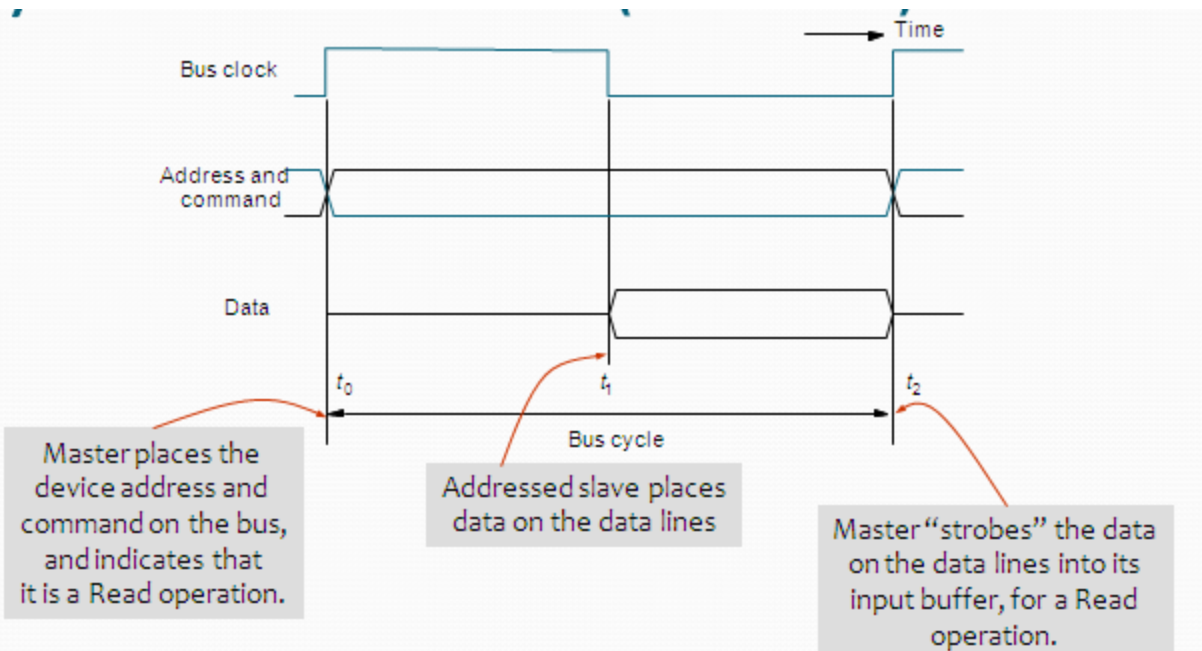 Time
Bus clock
Address and
command
Data
t0
t1
t2
Bus cycle
Master places the
device address and
command on the bus,
and indicates that
it is a Read operation.
Addressed slave places
data on the data lines
Master “strobes” the data
on the data lines into its
input buffer, for a Read
operation.